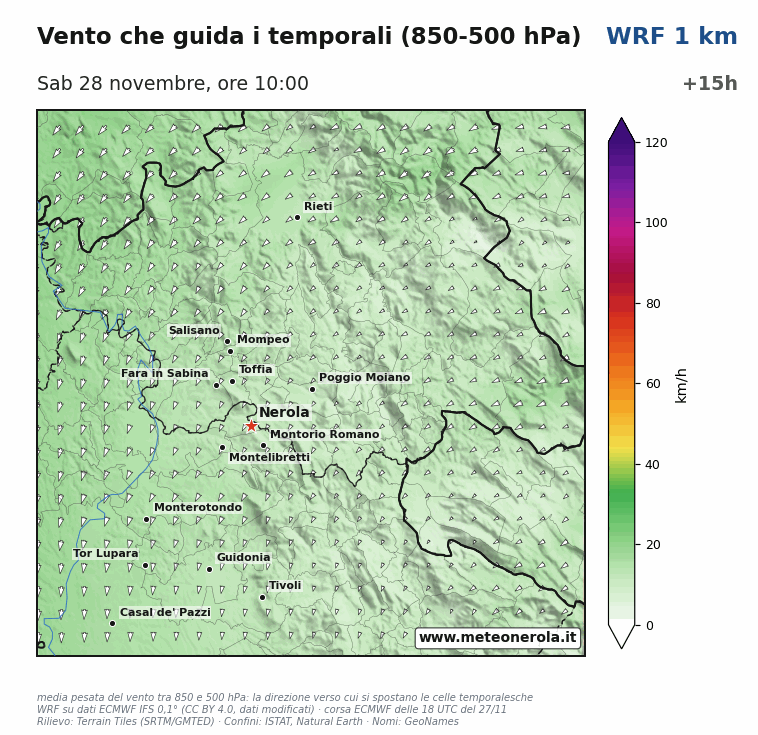 Vento che guida i temporali (850-500 hPa) WRF 1 km
Sab 28 novembre, ore 10:00 +15h
120
100
80
60
40
20
0
km/h
Rieti
Salisano
Mompeo
Toffia
Fara in Sabina
Poggio Moiano
Nerola
Montorio Romano
Montelibretti
Monterotondo
Tor Lupara
Guidonia
Tivoli
Casal de' Pazzi
www.meteonerola.it
media pesata del vento tra 850 e 500 hPa: la direzione verso cui si spostano le celle temporalesche
WRF su dati ECMWF IFS 0,1° (CC BY 4.0, dati modificati) · corsa ECMWF delle 18 UTC del 27/11
Rilievo: Terrain Tiles (SRTM/GMTED) · Confini: ISTAT, Natural Earth · Nomi: GeoNames